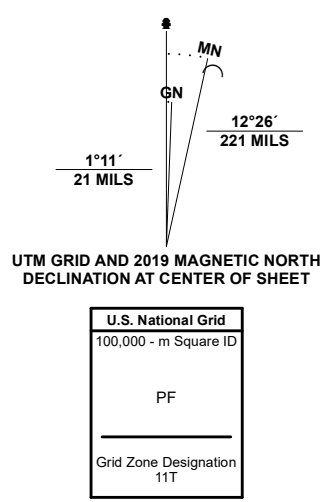 MN
GN
12°26´
221 MILS
1°11´
21 MILS
UTM GRID AND 2019 MAGNETIC NORTH
DECLINATION AT CENTER OF SHEET
U.S. National Grid
100,000 - m Square ID
PF
Grid Zone Designation
11T